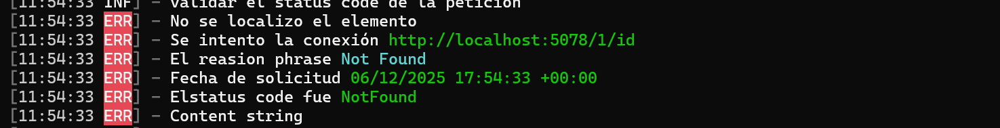 [11:54:33 INF] - Validar el status code de la petición
[11:54:33 ERR] - No se localizo el elemento
[11:54:33 ERR] - Se intento la conexión http://localhost:5078/1/id
[11:54:33 ERR] - El reasion phrase Not Found
[11:54:33 ERR] - Fecha de solicitud 06/12/2025 17:54:33 +00:00
[11:54:33 ERR] - Elstatus code fue NotFound
[11:54:33 ERR] - Content string